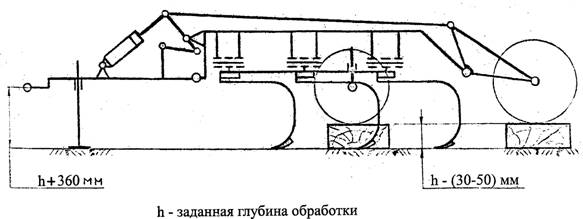 h+360 мм
h - (30-50) мм
h - заданная глубина обработки